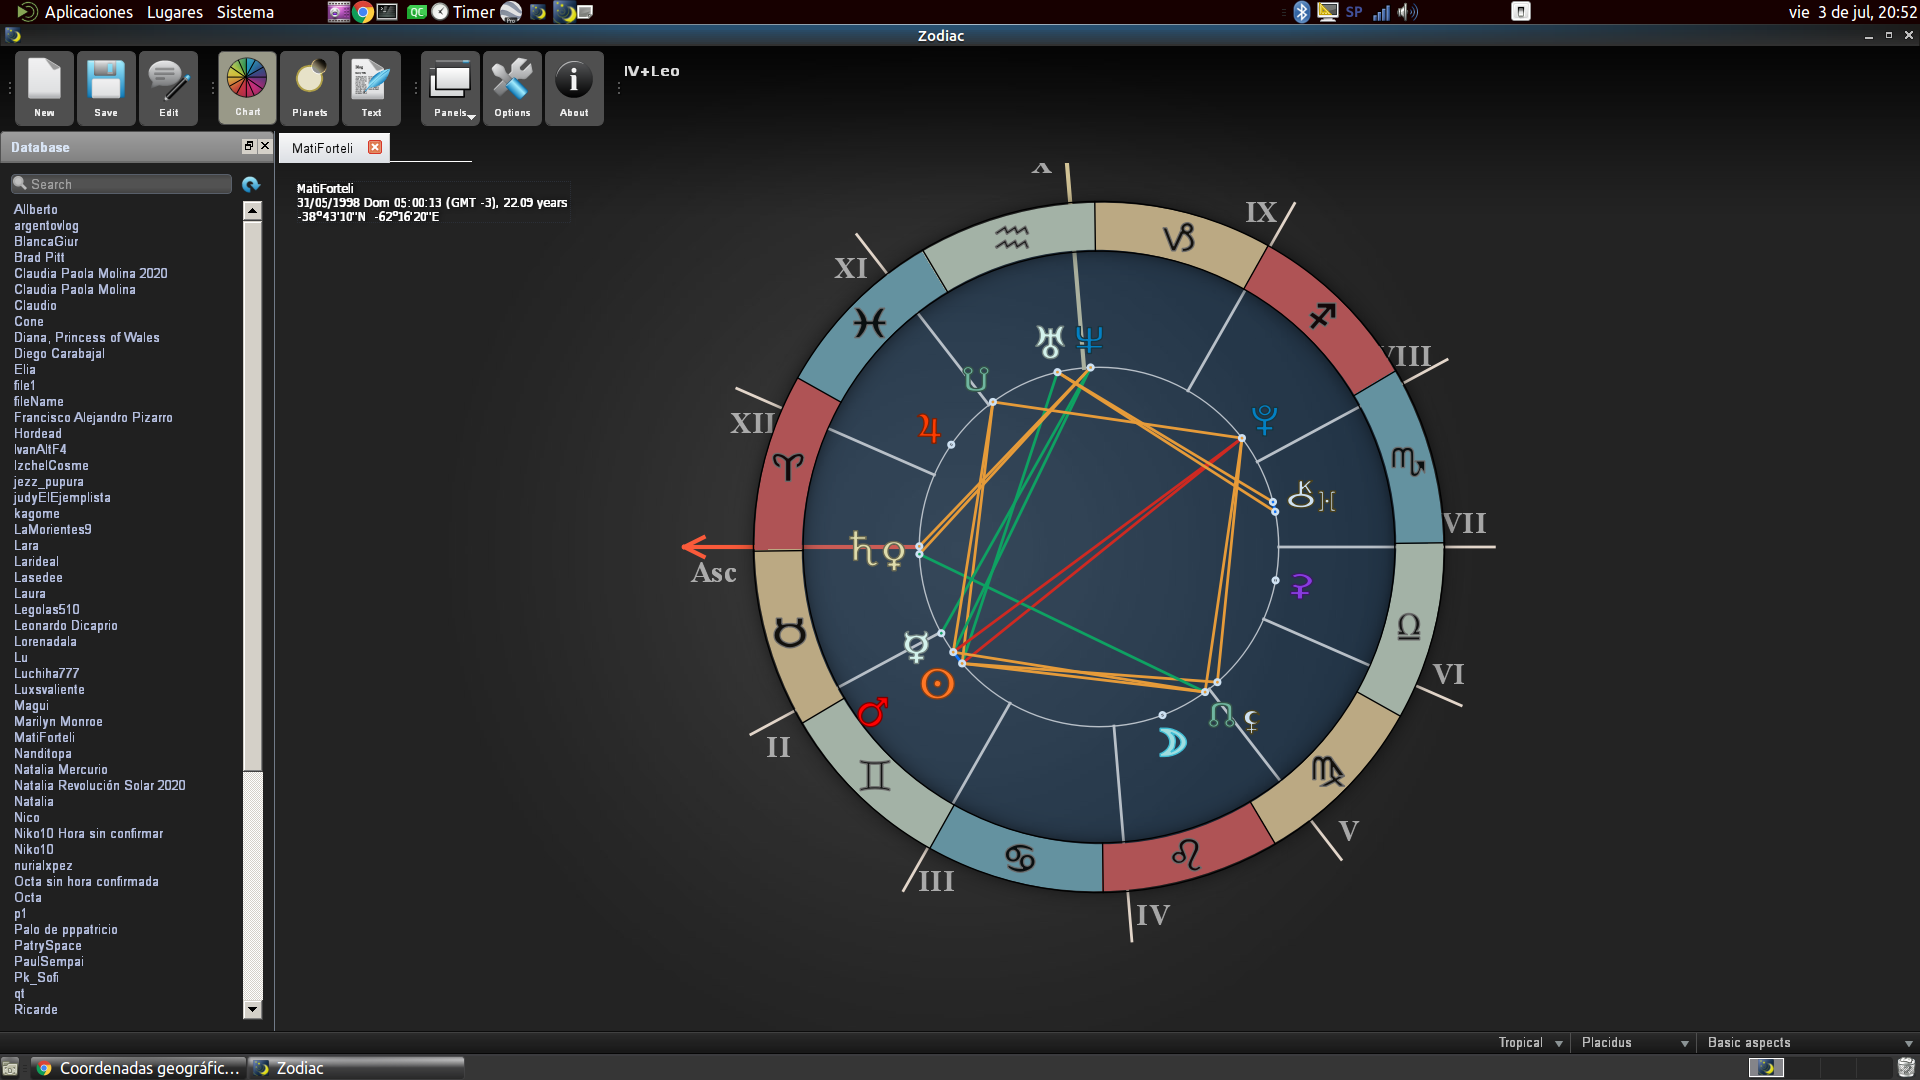 Aplicaciones Lugares Sistema
QC
Timer
Pro
SP
vie 3 de jul, 20:52
Zodiac
New Save Edit Chart Planets Text Panels Options About
IV+Leo
Database
MatiForteli
Search
MatiForteli
31/05/1998 Dom 05:00:13 (GMT -3), 22.09 years
-38º43'10''N -62º16'20''E
Allberto
argentovlog
BlancaGiur
Brad Pitt
Claudia Paola Molina 2020
Claudia Paola Molina
Claudio
Cone
Diana, Princess of Wales
Diego Carabajal
Elia
file1
fileName
Francisco Alejandro Pizarro
Hordead
IvanAltF4
IzchelCosme
jezz_pupura
judyElEjemplista
kagome
LaMorientes9
Lara
Larideal
Lasedee
Laura
Legolas510
Leonardo Dicaprio
Lorenadala
Lu
Luchiha777
Luxsvaliente
Magui
Marilyn Monroe
MatiForteli
Nanditopa
Natalia Mercurio
Natalia Revolución Solar 2020
Natalia
Nico
Niko10 Hora sin confirmar
Niko10
nurialxpez
Octa sin hora confirmada
Octa
p1
Palo de pppatricio
PatrySpace
PaulSempai
Pk_Sofi
qt
Ricarde
X
IX
XI
VIII
XII
VII
Asc
VI
II
V
III
IV
Tropical Placidus Basic aspects
Coordenadas geográfic... Zodiac